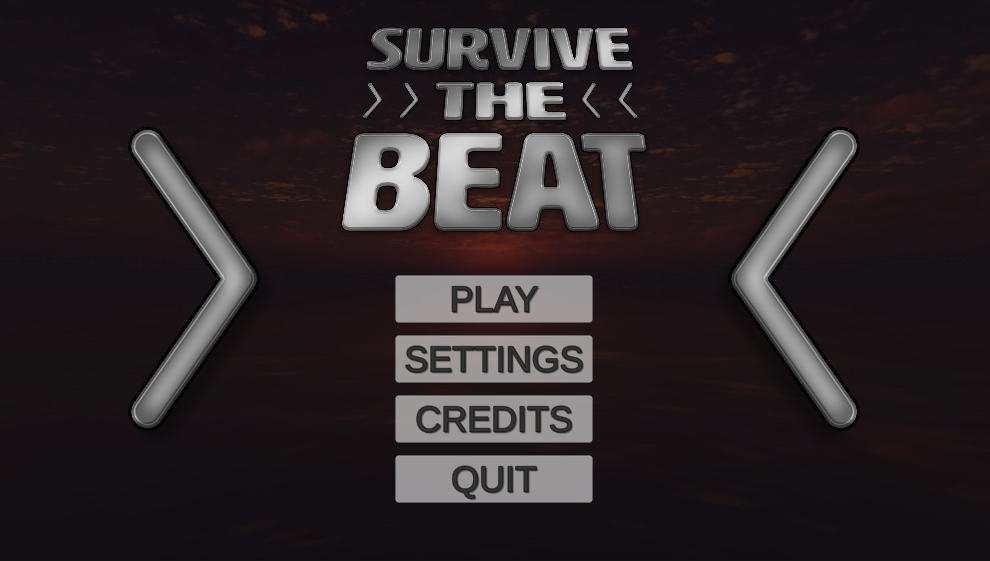 SURVIVE
THE
BEAT
PLAY
SETTINGS
CREDITS
QUIT